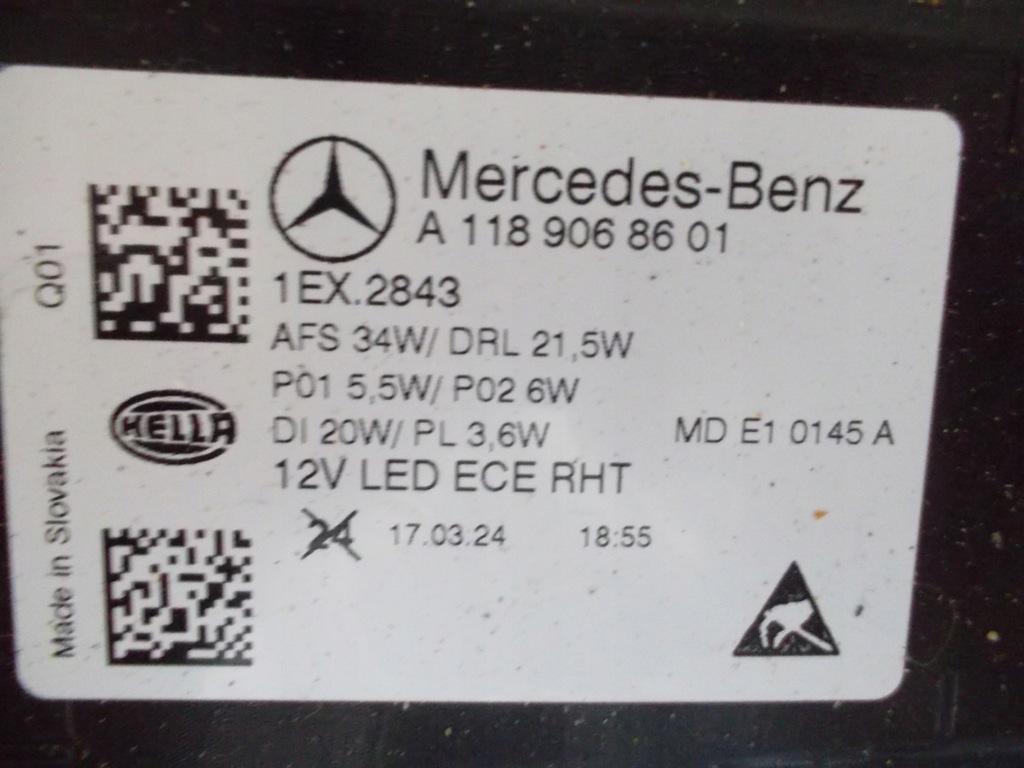 Mercedes-Benz
A 118 906 86 01
Q01
1EX.2843
AFS 34W/ DRL 21,5W
P01 5,5W/ P02 6W
HELLA
DI 20W/ PL 3,6W
MD E1 0145 A
12V LED ECE RHT
Made in Slovakia
24
17.03.24
18:55